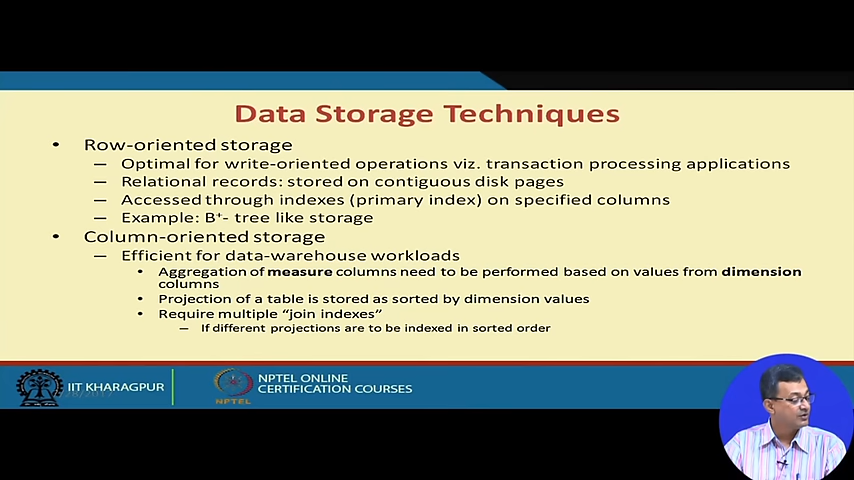 Data Storage Techniques
• Row-oriented storage
– Optimal for write-oriented operations viz. transaction processing applications
– Relational records: stored on contiguous disk pages
– Accessed through indexes (primary index) on specified columns
– Example: B+- tree like storage
• Column-oriented storage
– Efficient for data-warehouse workloads
• Aggregation of measure columns need to be performed based on values from dimension
columns
• Projection of a table is stored as sorted by dimension values
• Require multiple “join indexes”
– If different projections are to be indexed in sorted order
IIT KHARAGPUR
NPTEL
NPTEL ONLINE
CERTIFICATION COURSES